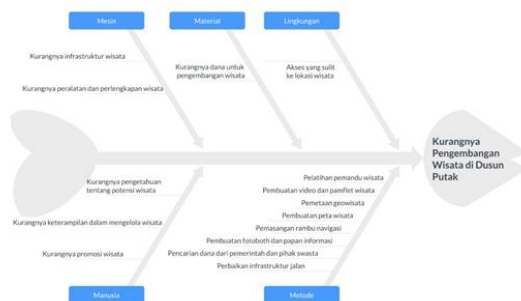 Mesin
Material
Lingkungan
Kurangnya infrastruktur wisata
Kurangnya peralatan dan perlengkapan wisata
Kurangnya dana untuk
pengembangan wisata
Akses yang sulit
ke lokasi wisata
Kurangnya
Pengembangan
Wisata di Dusun
Putak
Kurangnya pengetahuan
tentang potensi wisata
Kurangnya keterampilan dalam mengelola wisata
Kurangnya promosi wisata
Pelatihan pemandu wisata
Pembuatan video dan pamflet wisata
Pemetaan geowisata
Pembuatan peta wisata
Pemasangan rambu navigasi
Pembuatan fotoboth dan papan informasi
Pencarian dana dari pemerintah dan pihak swasta
Perbaikan infrastruktur jalan
Manusia
Metode